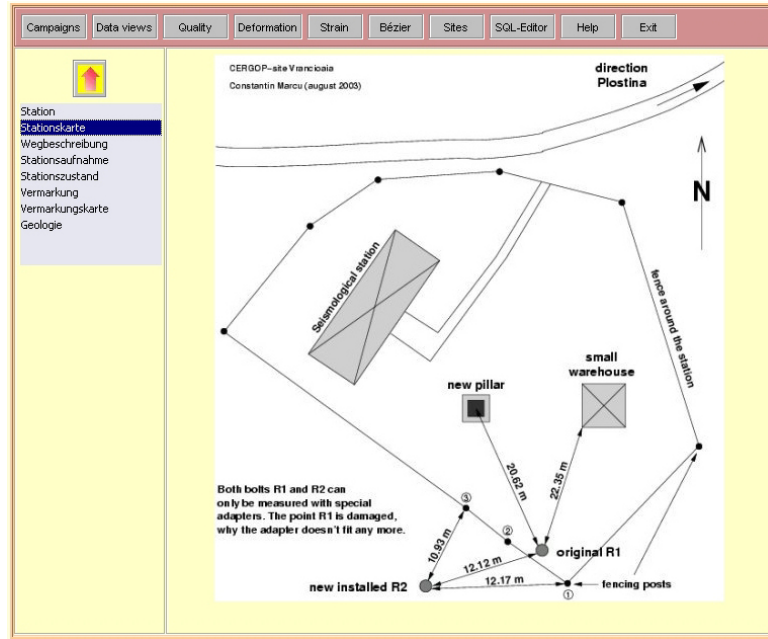 Campaigns Data views Quality Deformation Strain Bézier Sites SQL-Editor Help Exit
Station
Stationskarte
Wegbeschreibung
Stationsaufnahme
Stationszustand
Vermarkung
Vermarkungskarte
Geologie
CERGOP-site Vrancioaia
Constantin Marcu (august 2003)
direction
Plostina
N
Seismological station
fence around the station
small
warehouse
new pillar
20.62 m
22.35 m
Both bolts R1 and R2 can
only be measured with special
adapters. The point R1 is damaged,
why the adapter doesn't fit any more.
③
②
10.93 m
original R1
12.12 m
12.17 m
new installed R2
①
fencing posts